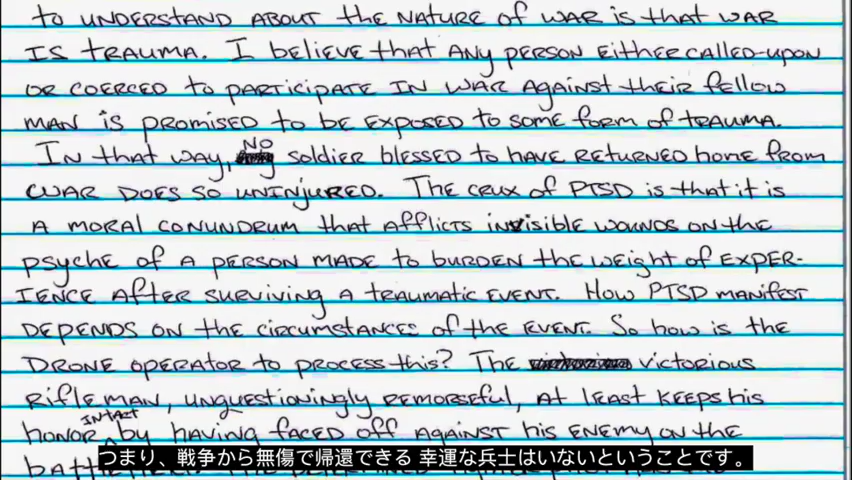 to UNDERSTAND ABOUT the NATURE of WAR is that WAR
IS TRAUMA. I believe that ANY PERSON EITHER CALLED-UPON
OR COERCED to PARTICIPATE IN WAR AGAINST their fellow
MAN is PROMISED to BE EXPOSED to SOME form of TRAUMA.
In that WAY, NO soldier blessed to HAVE RETURNED HOME from
WAR DOES SO UNINJURED. The CRUX of PTSD is that it is
A MORAL CONUNDRUM that AFFLICTS invisible WOUNDS ON the
psyche of A PERSON MADE to BURDEN the WEIGHT of EXPER-
IENCE AFTER SURVIVING A TRAUMATIC EVENT. How PTSD MANIFEST
DEPENDS ON the CIRCUMSTANCES of the EVENT. So how is the
DRONE OPERATOR to PROCESS this? The victorious
RIFLEMAN, UNQUESTIONINGLY REMORSEFUL, AT LEAST KEEPS his
honor INTACT by HAVING FACED off AGAINST his ENEMY ON the
つまり、戦争から無傷で帰還できる 幸運な兵士はいないということです。